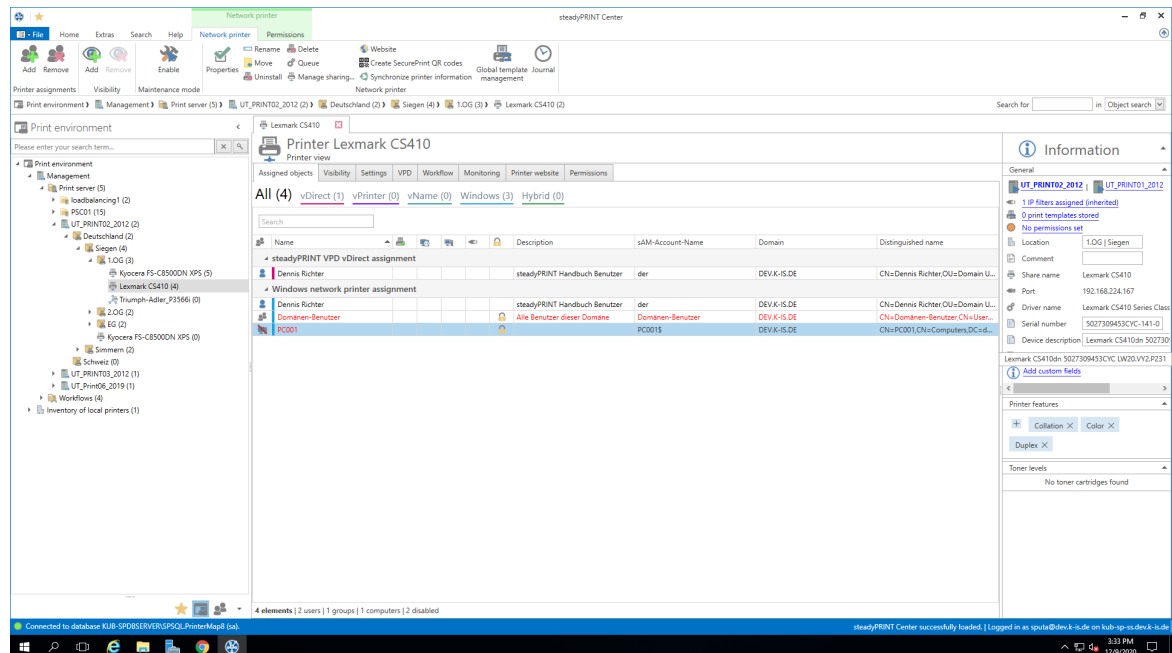 Network printer
steadyPRINT Center
File Home Extras Search Help Network printer Permissions
Add Remove Add Remove Enable Properties
Rename Delete Website
Move Queue Create SecurePrint QR codes
Uninstall Manage sharing... Synchronize printer information
Global template management Journal
Printer assignments Visibility Maintenance mode Network printer
Print environment Management Print server (5) UT_PRINT02_2012 (2) Deutschland (2) Siegen (4) 1.OG (3) Lexmark CS410 (2)
Search for in Object search
Print environment
Please enter your search term...
Print environment
Management
Print server (5)
loadbalancing1 (2)
PSC01 (15)
UT_PRINT02_2012 (2)
Deutschland (2)
Siegen (4)
1.OG (3)
Kyocera FS-C8500DN XPS (5)
Lexmark CS410 (4)
Triumph-Adler_P3566i (0)
2.OG (2)
EG (2)
Kyocera FS-C8500DN XPS (0)
Simmern (2)
Schweiz (0)
UT_PRINT03_2012 (1)
UT_Print06_2019 (1)
Workflows (4)
Inventory of local printers (1)
Lexmark CS410
Printer Lexmark CS410
Printer view
Assigned objects Visibility Settings VPD Workflow Monitoring Printer website Permissions
All (4) vDirect (1) vPrinter (0) vName (0) Windows (3) Hybrid (0)
Search
Name Description sAM-Account-Name Domain Distinguished name
steadyPRINT VPD vDirect assignment
Dennis Richter steadyPRINT Handbuch Benutzer der DEV.K-IS.DE CN=Dennis Richter,OU=Domain U...
Windows network printer assignment
Dennis Richter steadyPRINT Handbuch Benutzer der DEV.K-IS.DE CN=Dennis Richter,OU=Domain U...
Domänen-Benutzer Alle Benutzer dieser Domäne Domänen-Benutzer DEV.K-IS.DE CN=Domänen-Benutzer,CN=User...
PC001 PC001$ DEV.K-IS.DE CN=PC001,CN=Computers,DC=d...
4 elements | 2 users | 1 groups | 1 computers | 2 disabled
Information
General
UT_PRINT02_2012 | UT_PRINT01_2012
1 IP filters assigned (inherited)
0 print templates stored
No permissions set
Location 1.OG | Siegen
Comment
Share name Lexmark CS410
Port 192.168.224.167
Driver name Lexmark CS410 Series Class
Serial number 5027309453CYC-141-0
Device description Lexmark CS410dn 502730
Lexmark CS410dn 5027309453CYC LW20.VY2.P231
Add custom fields
Printer features
Collation Color
Duplex
Toner levels
No toner cartridges found
Connected to database KUB-SPDBSERVER\SPSQL.PrinterMap8 (sa).
steadyPRINT Center successfully loaded. | Logged in as sputa@dev.k-is.de on kub-sp-ss.dev.k-is.de
3:33 PM
12/9/2020